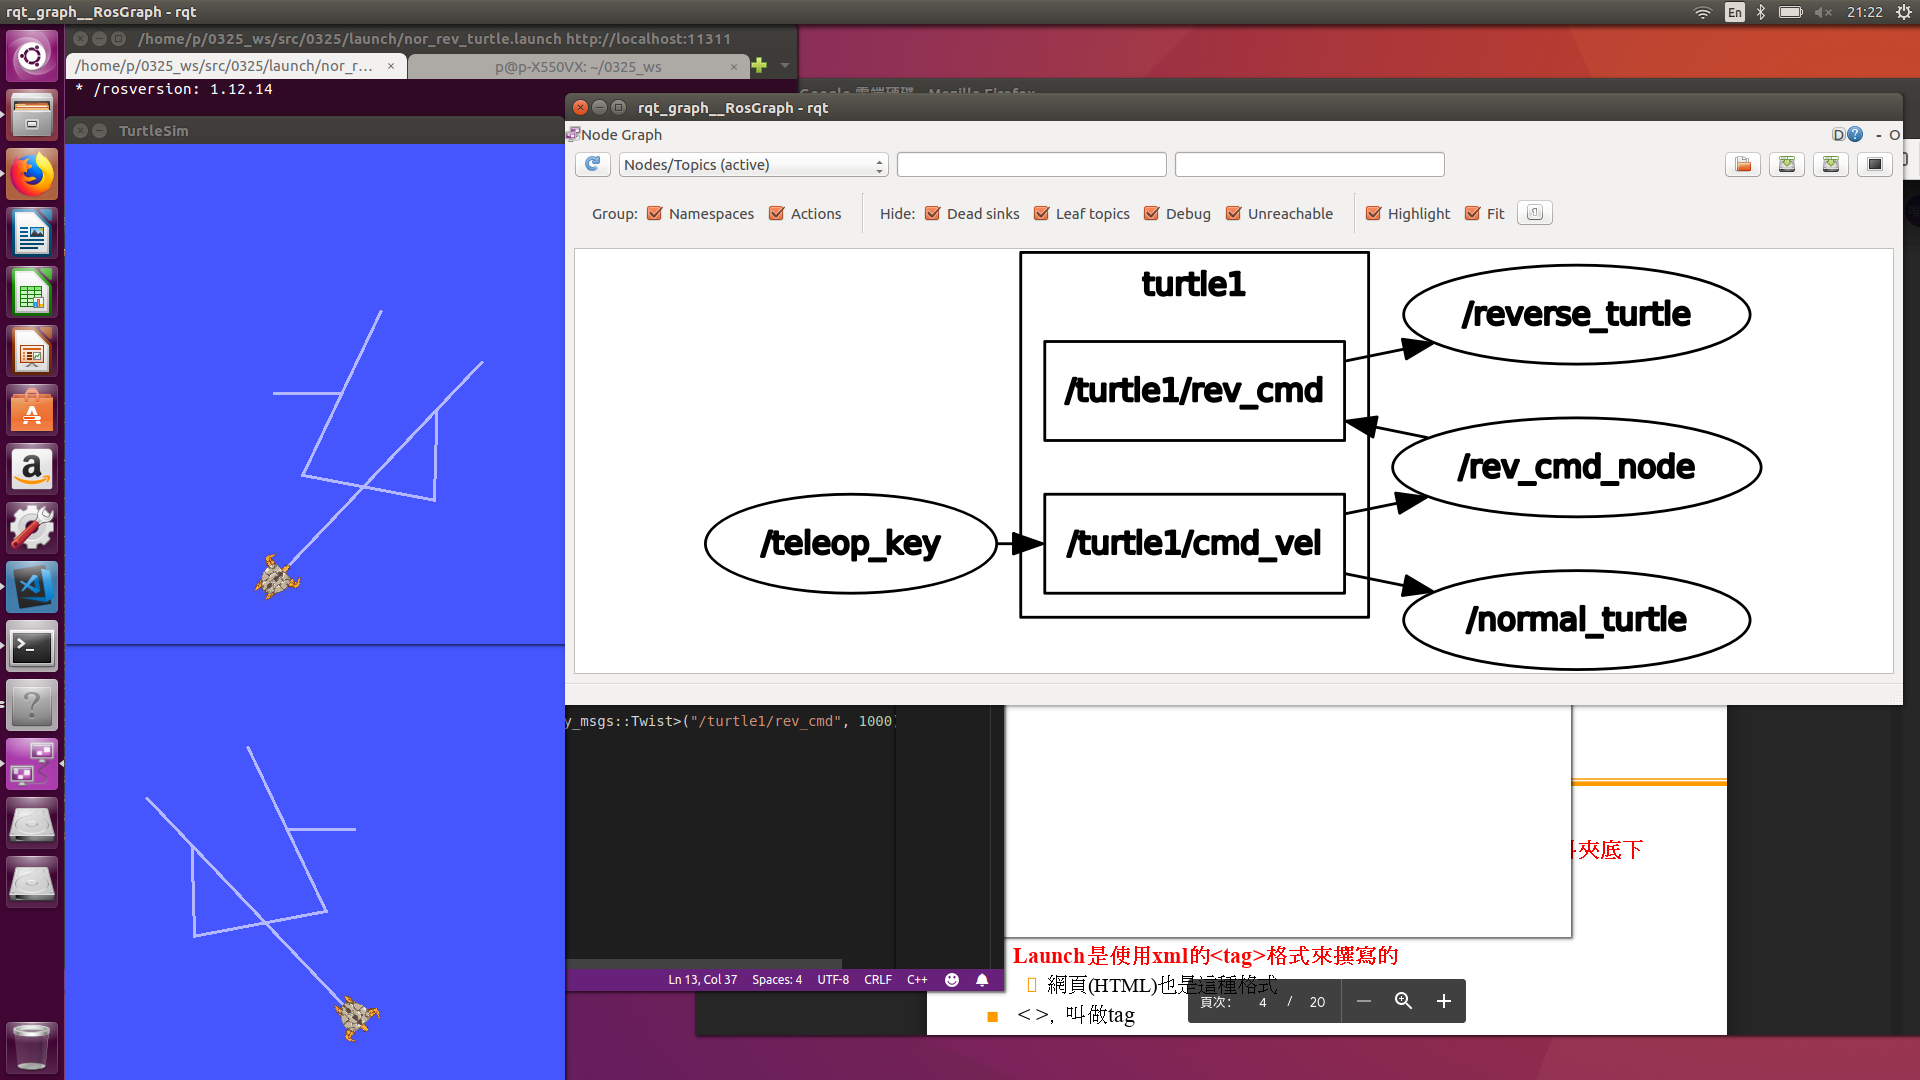 rqt_graph__RosGraph - rqt
En
21:22
/home/p/0325_ws/src/0325/launch/nor_rev_turtle.launch http://localhost:11311
/home/p/0325_ws/src/0325/launch/nor_r... ×
p@p-X550VX: ~/0325_ws ×
* /rosversion: 1.12.14
TurtleSim
rqt_graph__RosGraph - rqt
Node Graph
D ? - O
Nodes/Topics (active)
Group: Namespaces Actions Hide: Dead sinks Leaf topics Debug Unreachable Highlight Fit
turtle1
/reverse_turtle
/turtle1/rev_cmd
/rev_cmd_node
/teleop_key
/turtle1/cmd_vel
/normal_turtle
y_msgs::Twist>("/turtle1/rev_cmd", 1000)
Ln 13, Col 37 Spaces: 4 UTF-8 CRLF C++
夾底下
Launch是使用xml的<tag>格式來撰寫的
網頁(HTML)也是這種格式
< >, 叫做tag
頁次: 4 / 20